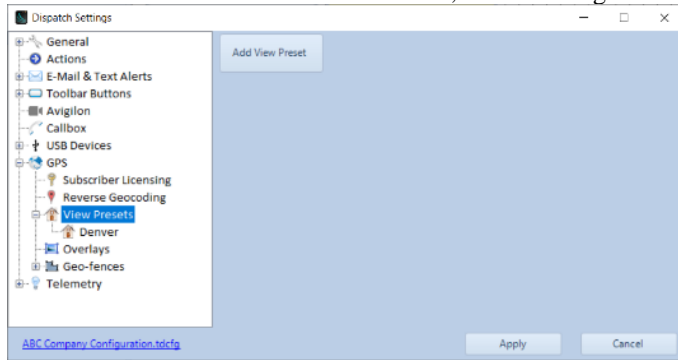 Dispatch Settings
General
Actions
E-Mail & Text Alerts
Toolbar Buttons
Avigilon
Callbox
USB Devices
GPS
Subscriber Licensing
Reverse Geocoding
View Presets
Denver
Overlays
Geo-fences
Telemetry
Add View Preset
ABC Company Configuration.tdcfg
Apply
Cancel